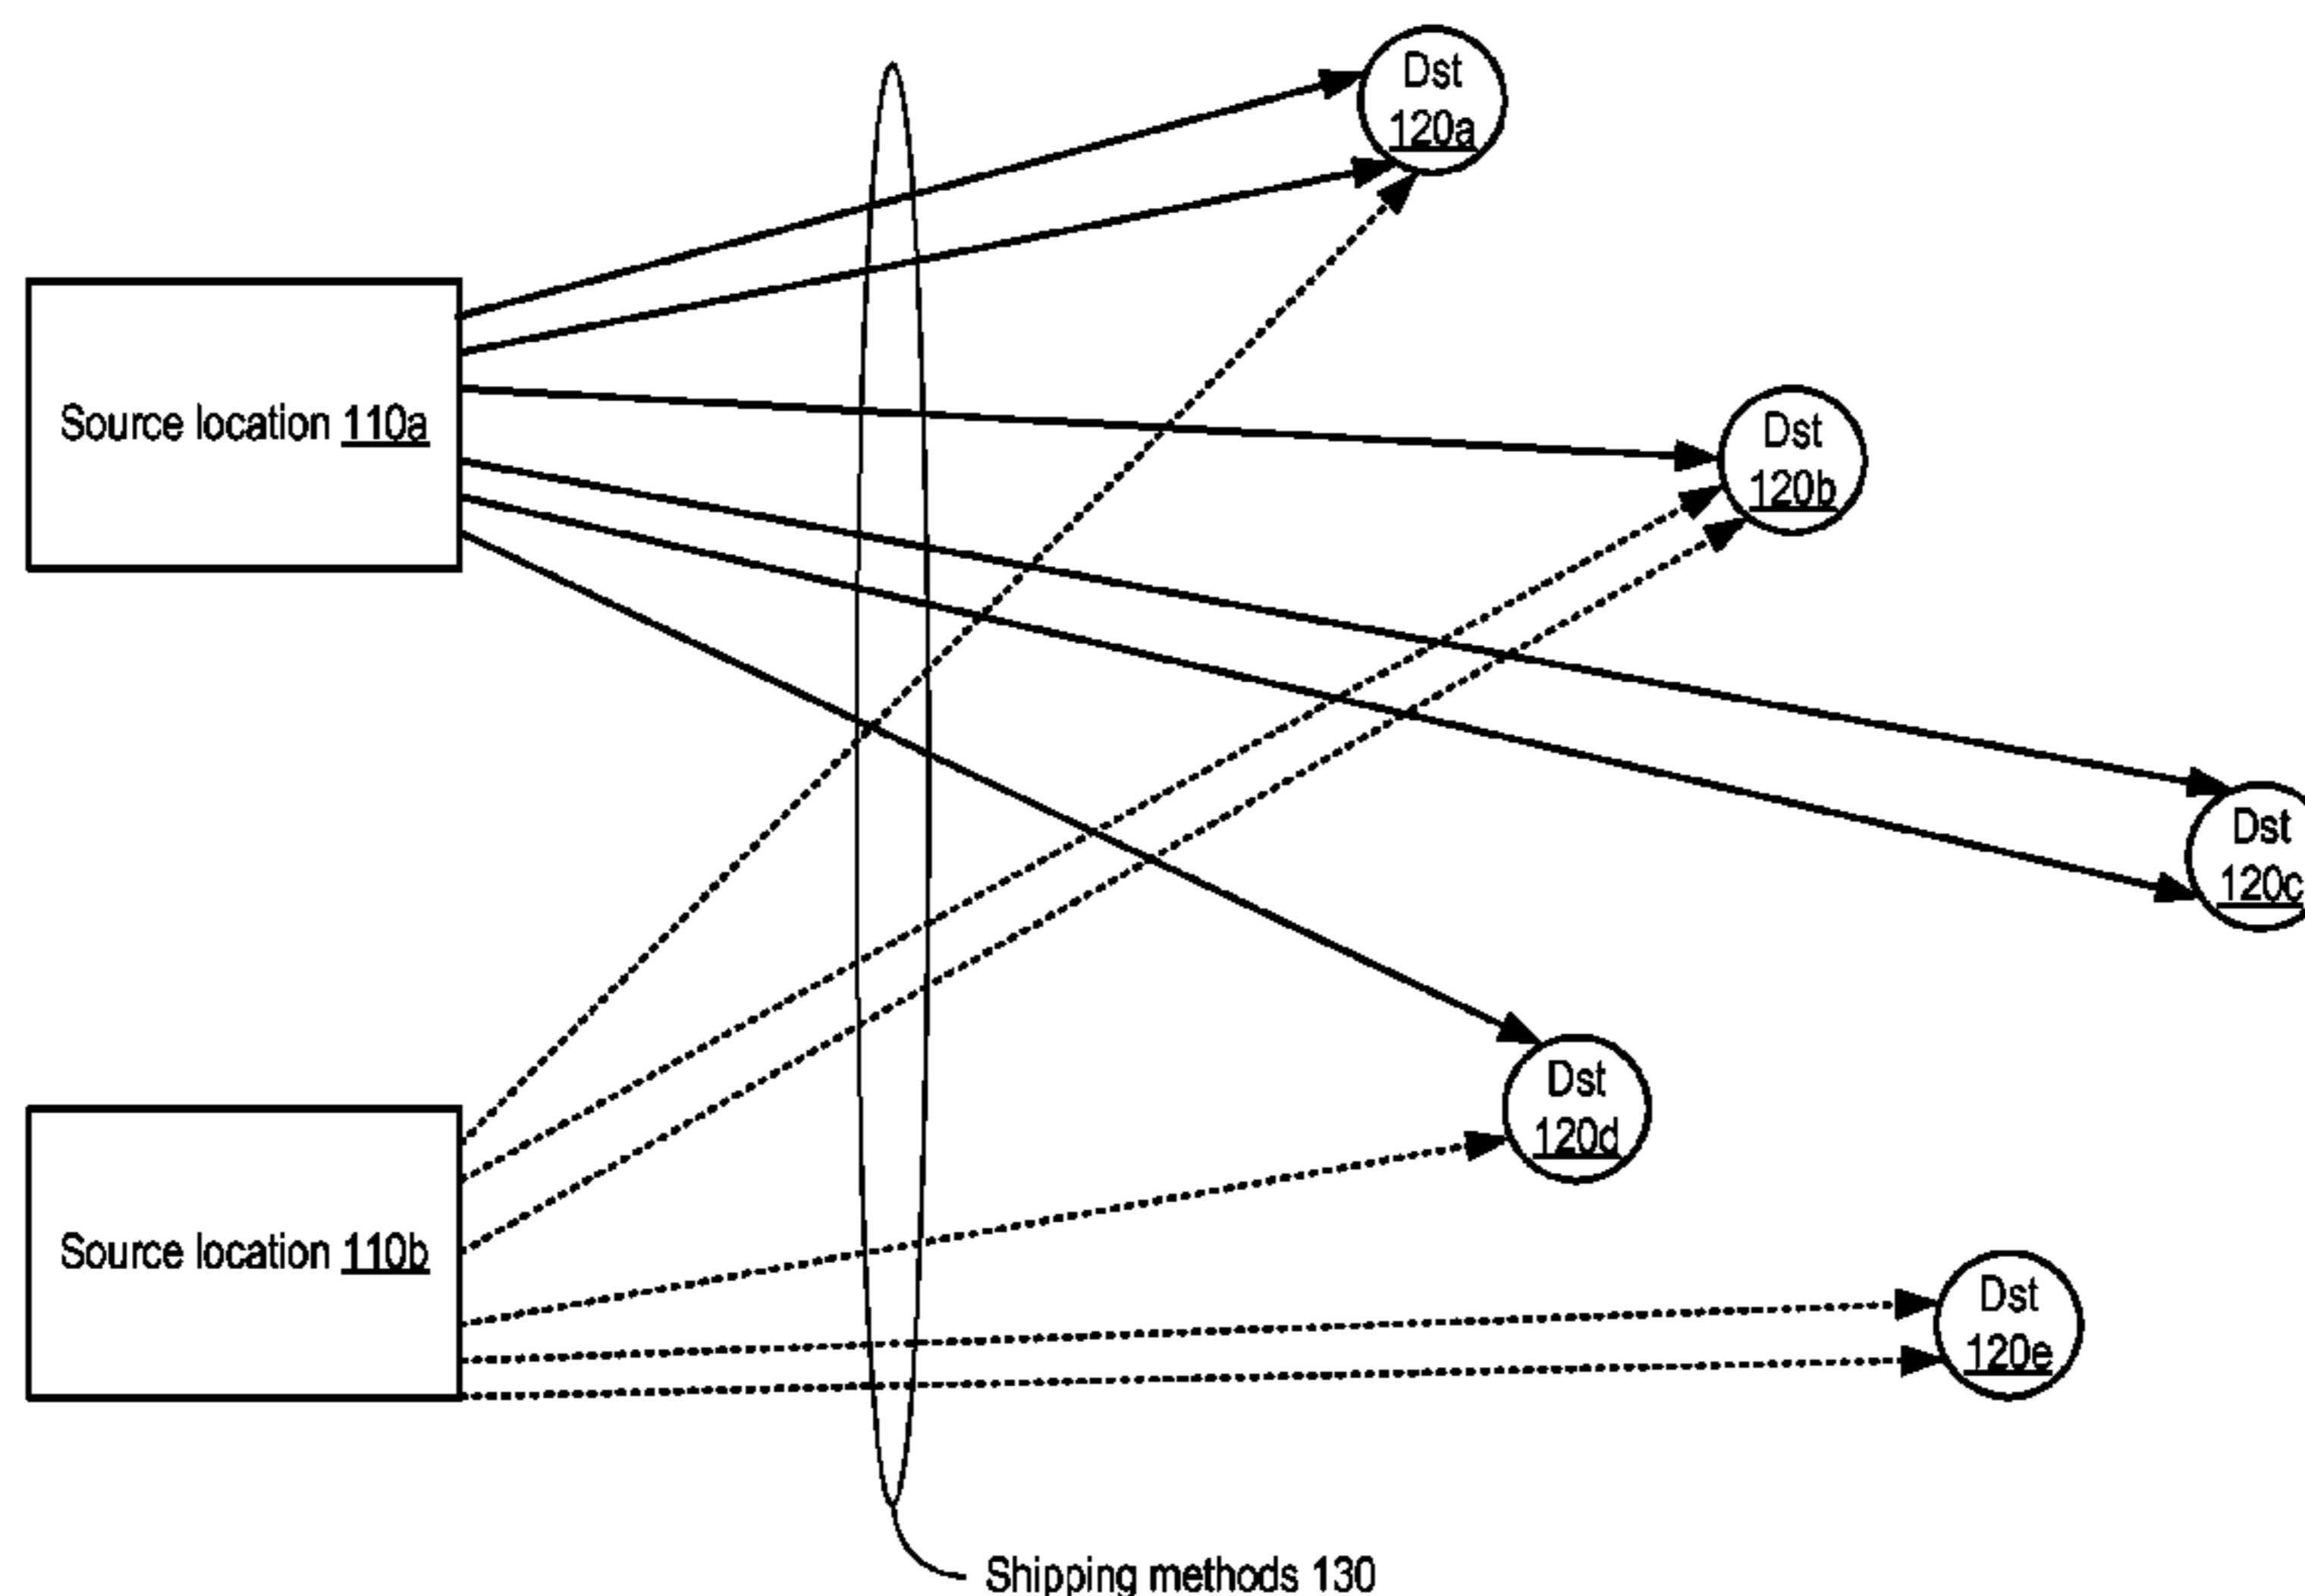 Dst
120a
Source location 110a
Dst
120b
Dst
120c
Dst
120d
Source location 110b
Dst
120e
Shipping methods 130